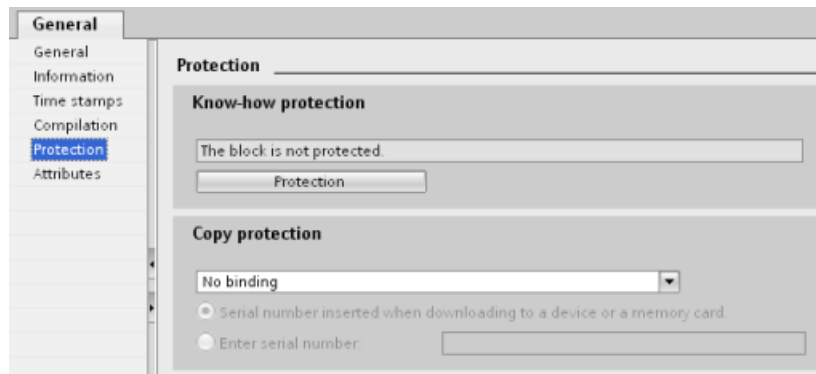 General
General
Information
Time stamps
Compilation
Protection
Attributes
Protection
Know-how protection
The block is not protected.
Protection
Copy protection
No binding
Serial number inserted when downloading to a device or a memory card.
Enter serial number: